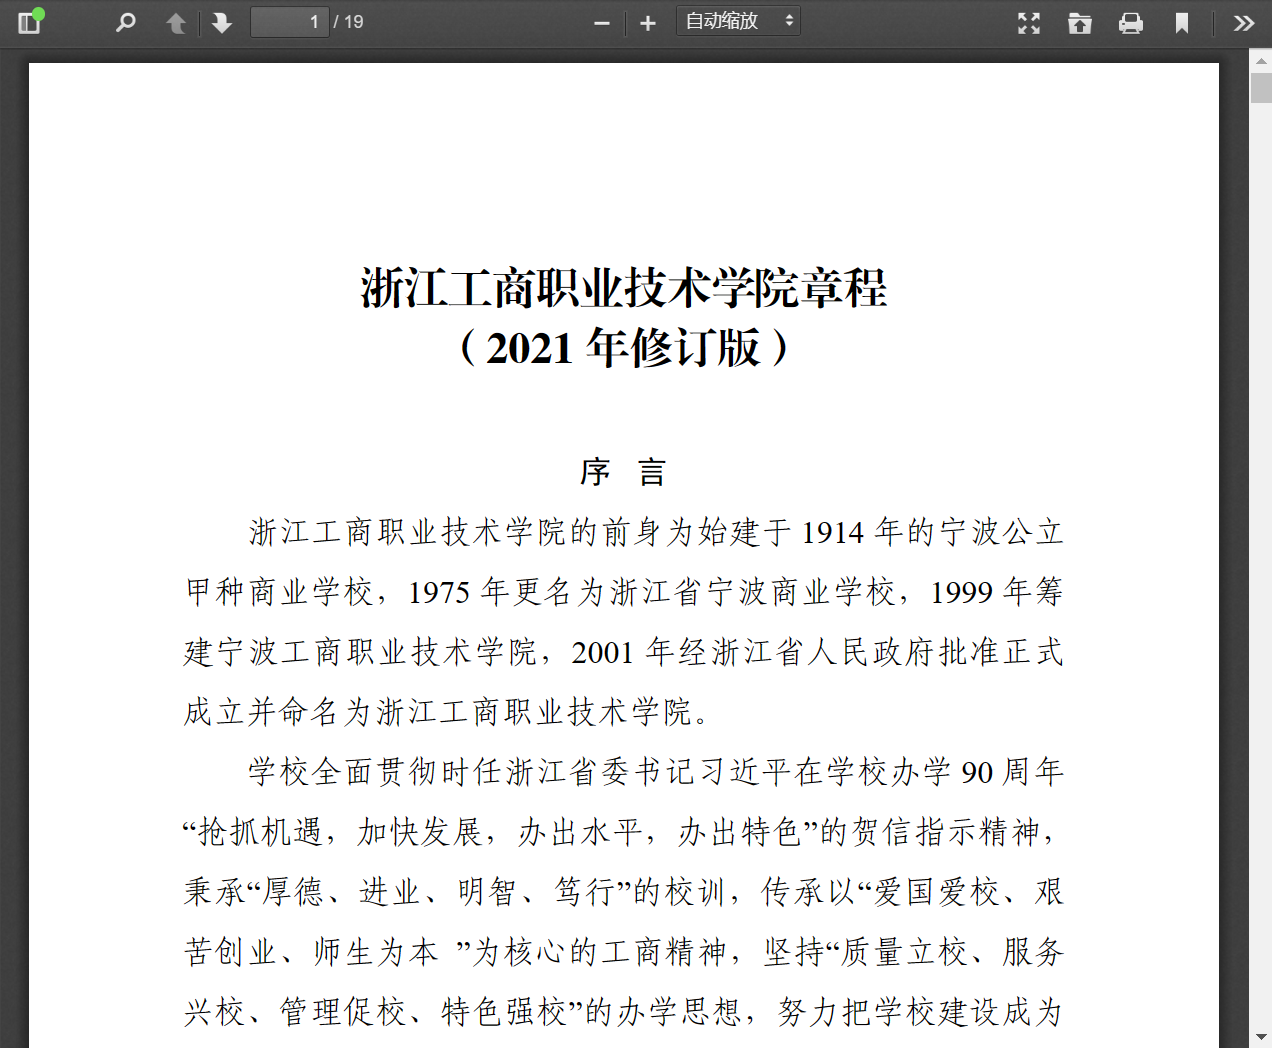 1 / 19
自动缩放
浙江工商职业技术学院章程
（2021 年修订版）
序 言
浙江工商职业技术学院的前身为始建于 1914 年的宁波公立
甲种商业学校，1975 年更名为浙江省宁波商业学校，1999 年筹
建宁波工商职业技术学院，2001 年经浙江省人民政府批准正式
成立并命名为浙江工商职业技术学院。
学校全面贯彻时任浙江省委书记习近平在学校办学 90 周年
“抢抓机遇，加快发展，办出水平，办出特色”的贺信指示精神，
秉承“厚德、进业、明智、笃行”的校训，传承以“爱国爱校、艰
苦创业、师生为本 ”为核心的工商精神，坚持“质量立校、服务
兴校、管理促校、特色强校”的办学思想，努力把学校建设成为